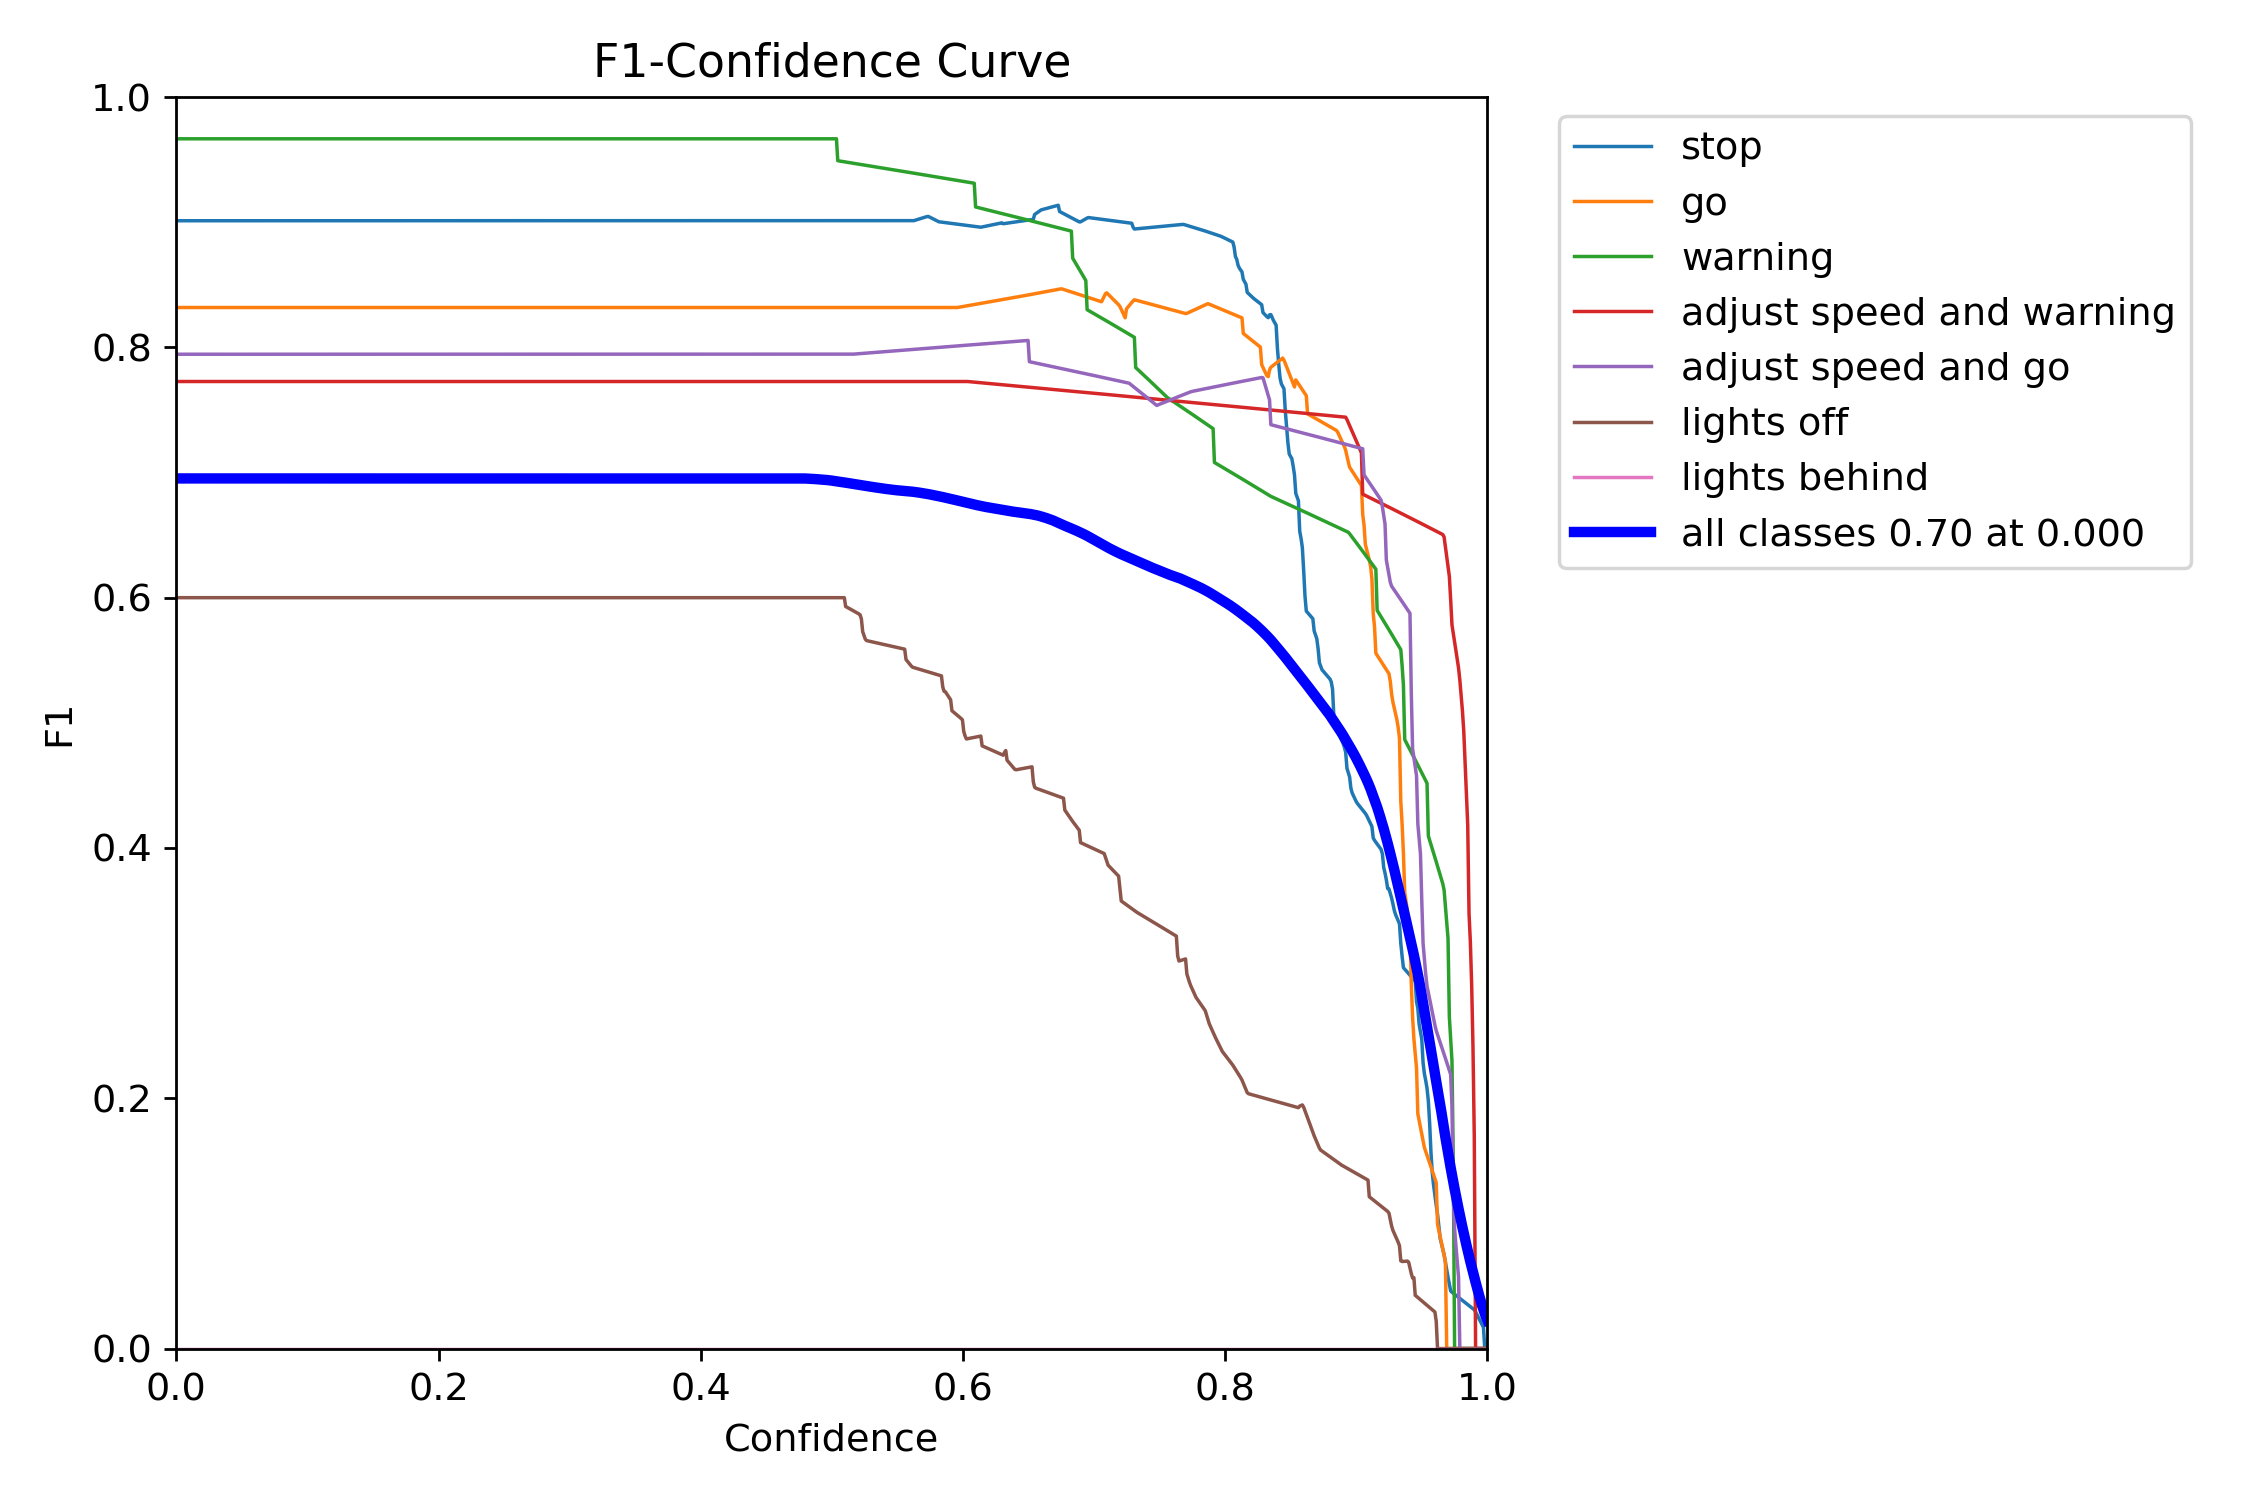 F1-Confidence Curve
1.0
0.8
0.6
0.4
0.2
0.0
F1
0.0 0.2 0.4 0.6 0.8 1.0
Confidence
stop
go
warning
adjust speed and warning
adjust speed and go
lights off
lights behind
all classes 0.70 at 0.000